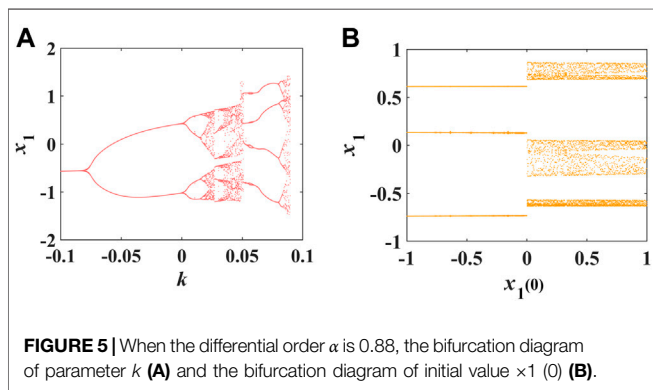 A
x1
2
1
0
-1
-2
-0.1
-0.05
0
0.05
0.1
k
B
x1
1
0.5
0
-0.5
-1
-1
-0.5
0
0.5
1
x1(0)
FIGURE 5 | When the differential order α is 0.88, the bifurcation diagram
of parameter k (A) and the bifurcation diagram of initial value ×1 (0) (B).